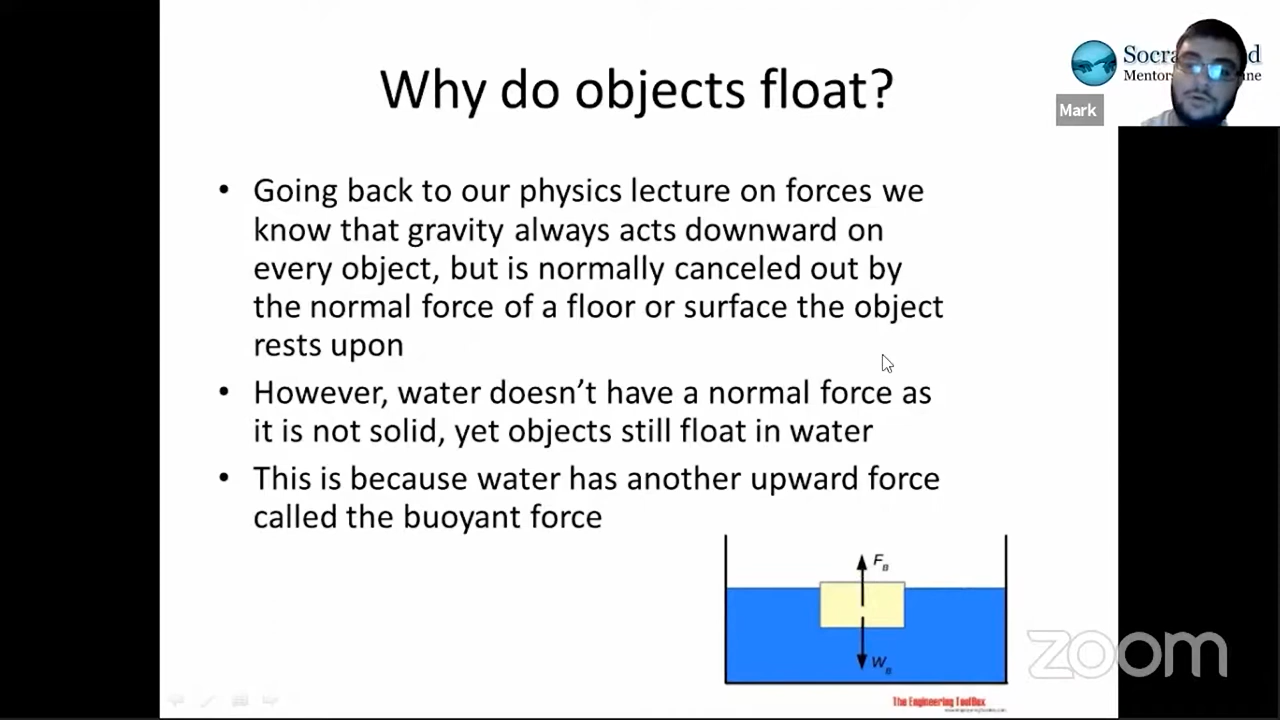 Why do objects float?
Mark
• Going back to our physics lecture on forces we
know that gravity always acts downward on
every object, but is normally canceled out by
the normal force of a floor or surface the object
rests upon
• However, water doesn’t have a normal force as
it is not solid, yet objects still float in water
• This is because water has another upward force
called the buoyant force
F_B
W_B
zoom
The Engineering ToolBox